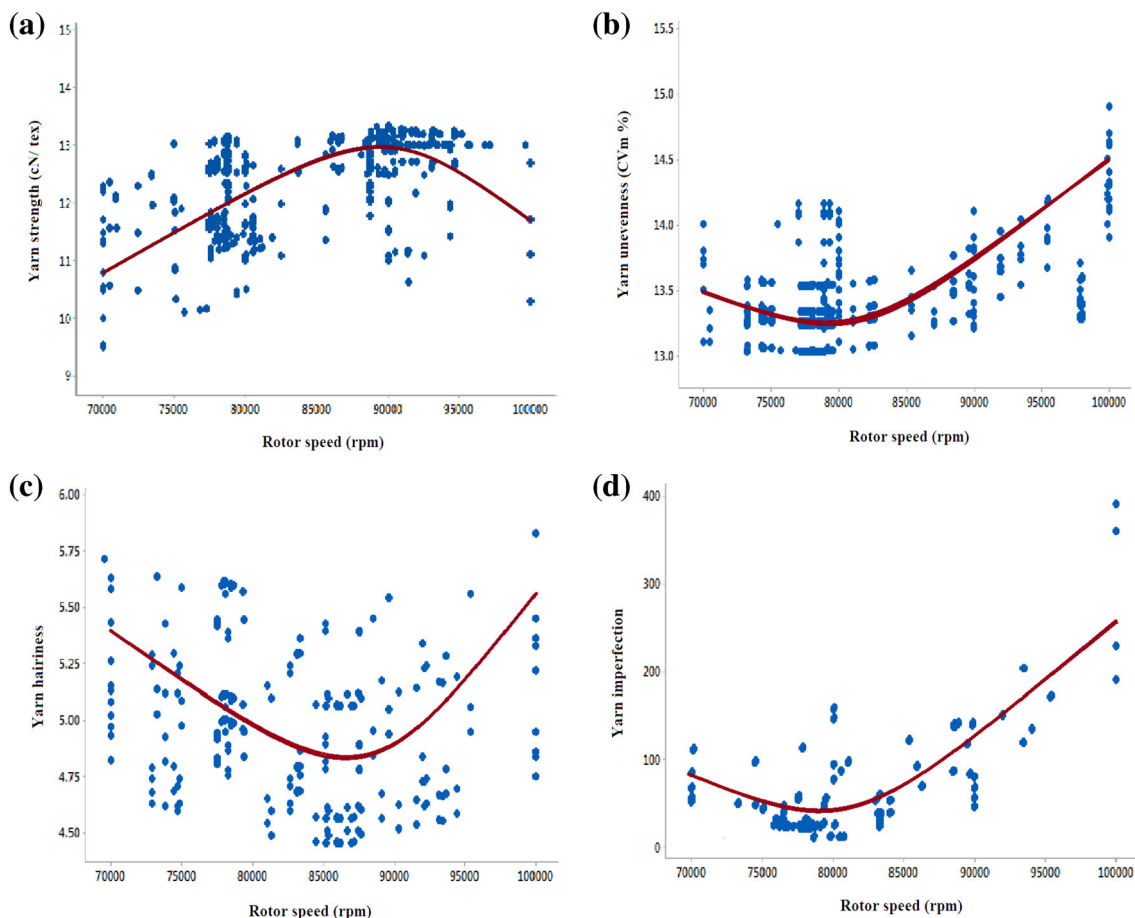 (a)
Yarn strength (cN/ tex)
15
14
13
12
11
10
9
70000 75000 80000 85000 90000 95000 100000
Rotor speed (rpm)
(b)
Yarn unevenness (CVm %)
15.5
15.0
14.5
14.0
13.5
13.0
70000 75000 80000 85000 90000 95000 100000
Rotor speed (rpm)
(c)
Yarn hairiness
6.00
5.75
5.50
5.25
5.00
4.75
4.50
70000 75000 80000 85000 90000 95000 100000
Rotor speed (rpm)
(d)
Yarn imperfection
400
300
200
100
0
70000 75000 80000 85000 90000 95000 100000
Rotor speed (rpm)